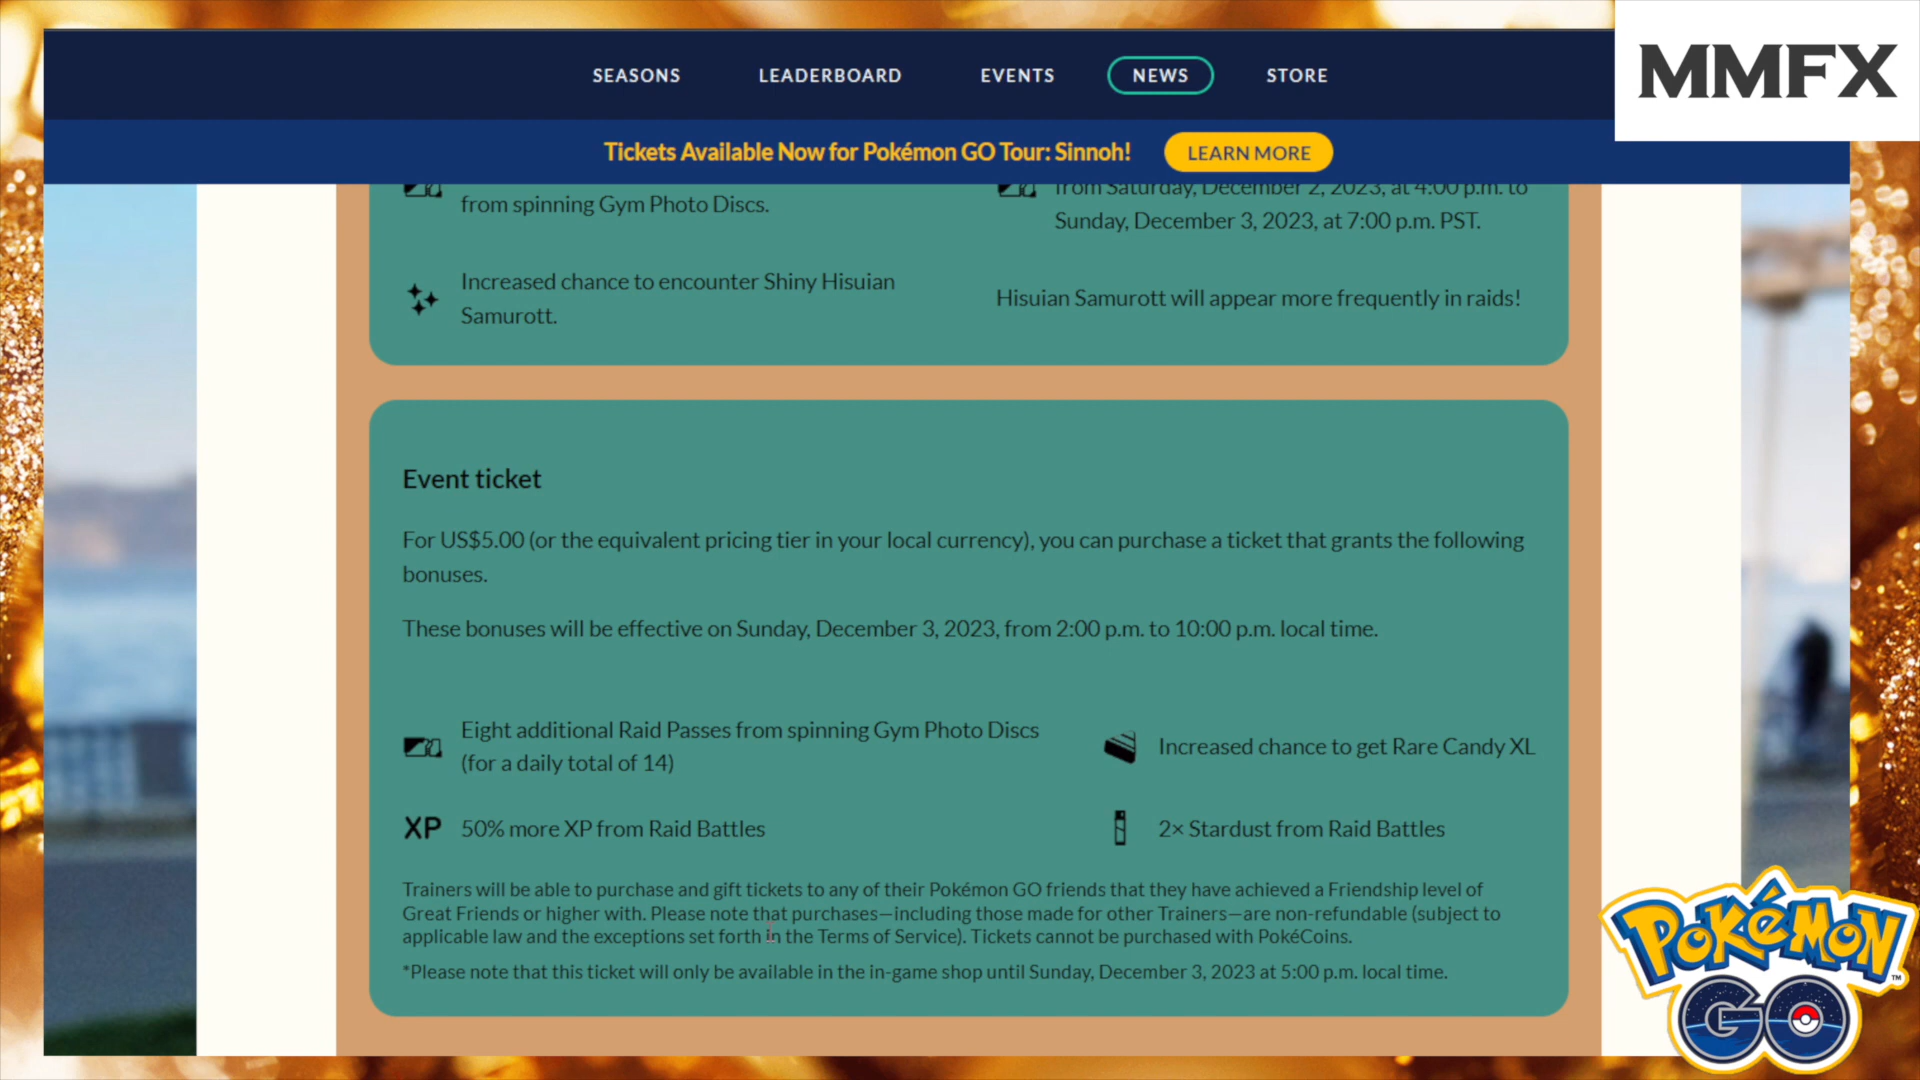 MMFX
SEASONS LEADERBOARD EVENTS NEWS STORE
Tickets Available Now for Pokémon GO Tour: Sinnoh! LEARN MORE
from spinning Gym Photo Discs.
from Saturday, December 2, 2023, at 4:00 p.m. to
Sunday, December 3, 2023, at 7:00 p.m. PST.
Increased chance to encounter Shiny Hisuian
Samurott.
Hisuian Samurott will appear more frequently in raids!
Event ticket
For US$5.00 (or the equivalent pricing tier in your local currency), you can purchase a ticket that grants the following
bonuses.
These bonuses will be effective on Sunday, December 3, 2023, from 2:00 p.m. to 10:00 p.m. local time.
Eight additional Raid Passes from spinning Gym Photo Discs
(for a daily total of 14)
Increased chance to get Rare Candy XL
XP 50% more XP from Raid Battles
2× Stardust from Raid Battles
Trainers will be able to purchase and gift tickets to any of their Pokémon GO friends that they have achieved a Friendship level of
Great Friends or higher with. Please note that purchases—including those made for other Trainers—are non-refundable (subject to
applicable law and the exceptions set forth in the Terms of Service). Tickets cannot be purchased with PokéCoins.
*Please note that this ticket will only be available in the in-game shop until Sunday, December 3, 2023 at 5:00 p.m. local time.
POKéMON
TM
GO